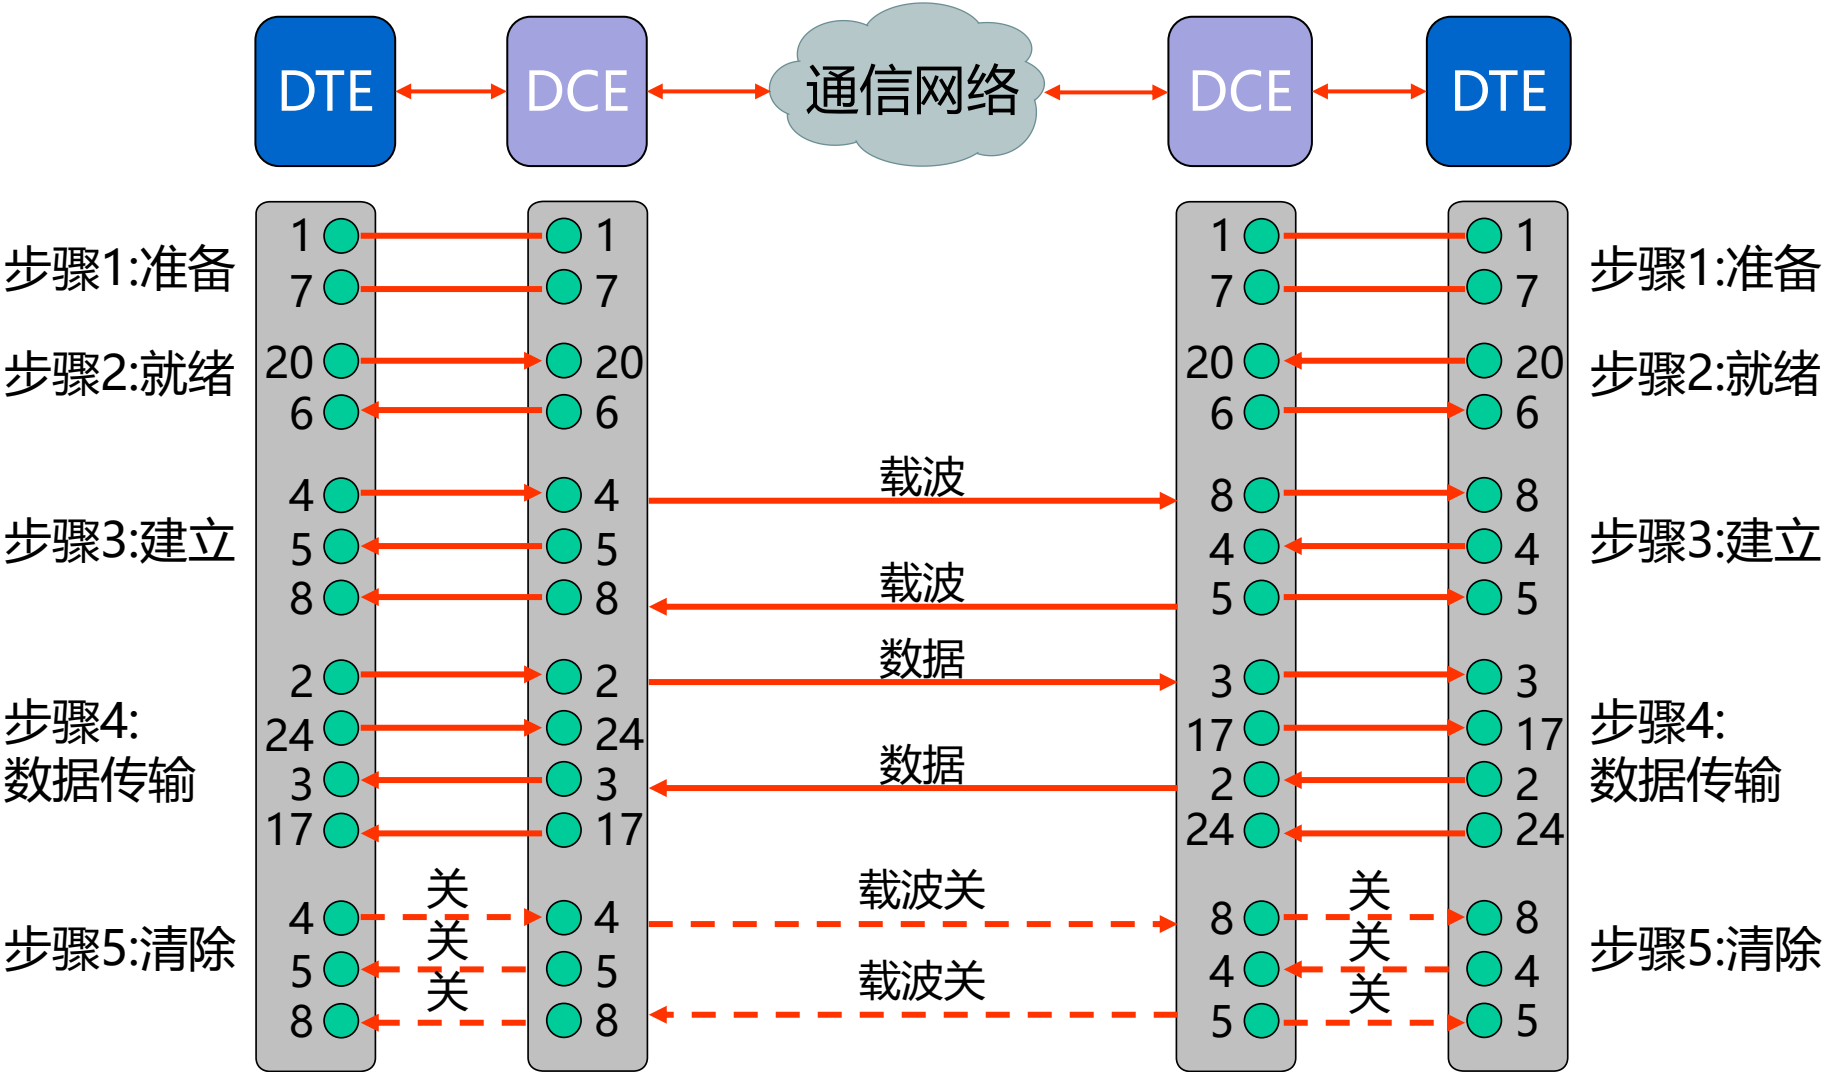 DTE DCE 通信网络 DCE DTE
1 1 1 1
步骤1:准备 步骤1:准备
7 7 7 7
20 20 20 20
步骤2:就绪 步骤2:就绪
6 6 6 6
载波
4 4 8 8
步骤3:建立 5 5 4 4 步骤3:建立
载波
8 8 5 5
数据
2 2 3 3
步骤4: 步骤4:
24 24 17 17
数据
数据传输 3 3 2 2 数据传输
17 17 24 24
关 载波关 关
4 4 8 8
步骤5:清除 关 关 步骤5:清除
5 5 4 4
关 载波关 关
8 8 5 5